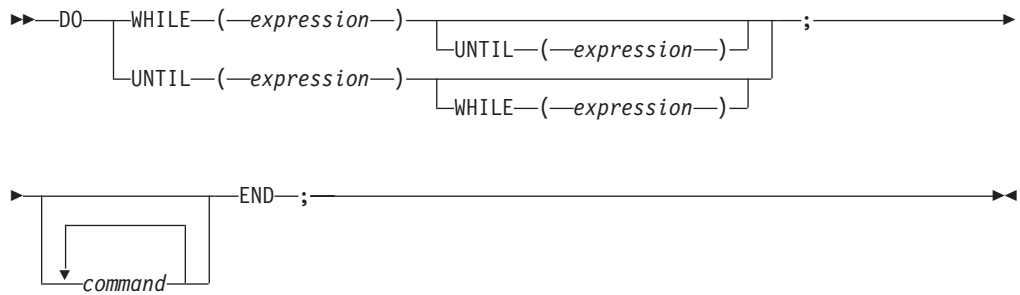 DO WHILE ( expression ) ;
UNTIL ( expression )
UNTIL ( expression )
WHILE ( expression )
END ;
command